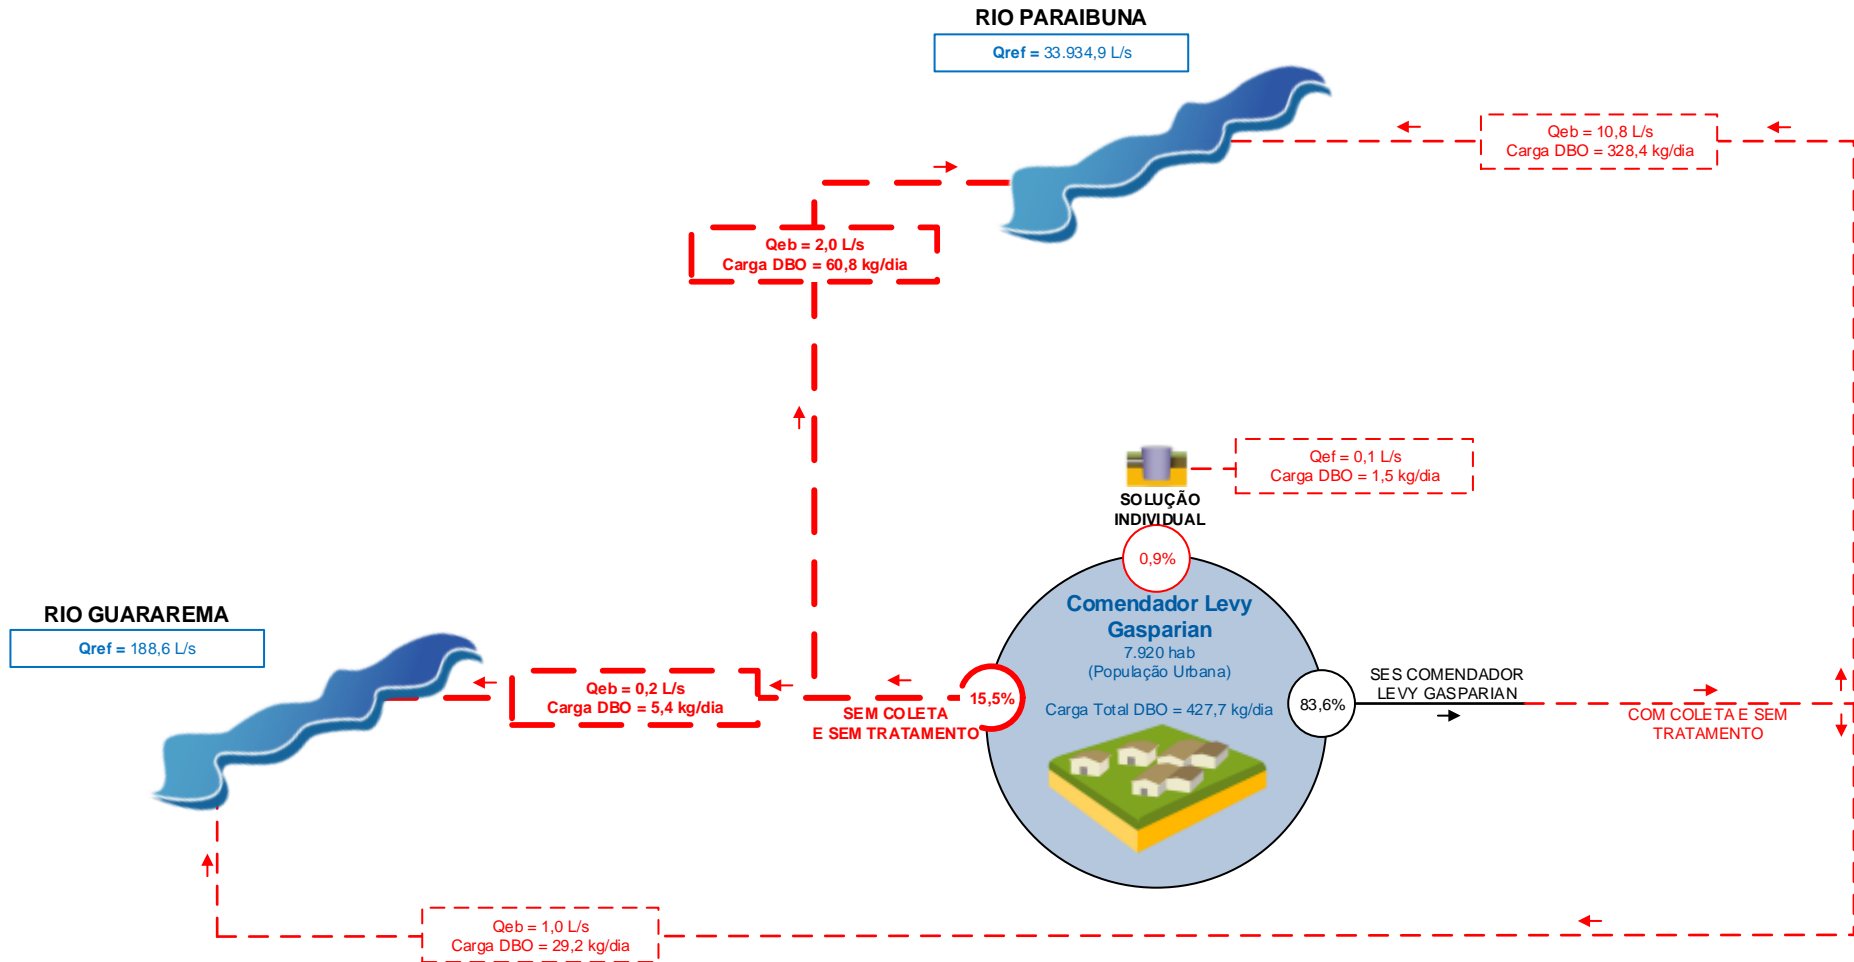 RIO PARAIBUNA
Qref = 33.934,9 L/s
Qeb = 10,8 L/s
Carga DBO = 328,4 kg/dia
Qeb = 2,0 L/s
Carga DBO = 60,8 kg/dia
Qef = 0,1 L/s
Carga DBO = 1,5 kg/dia
SOLUÇÃO
INDIVIDUAL
0,9%
RIO GUARAREMA
Qref = 188,6 L/s
Qeb = 0,2 L/s
Carga DBO = 5,4 kg/dia
SEM COLETA
E SEM TRATAMENTO
15,5%
Comendador Levy
Gasparian
7.920 hab
(População Urbana)
Carga Total DBO = 427,7 kg/dia
83,6%
SES COMENDADOR
LEVY GASPARIAN
COM COLETA E SEM
TRATAMENTO
Qeb = 1,0 L/s
Carga DBO = 29,2 kg/dia